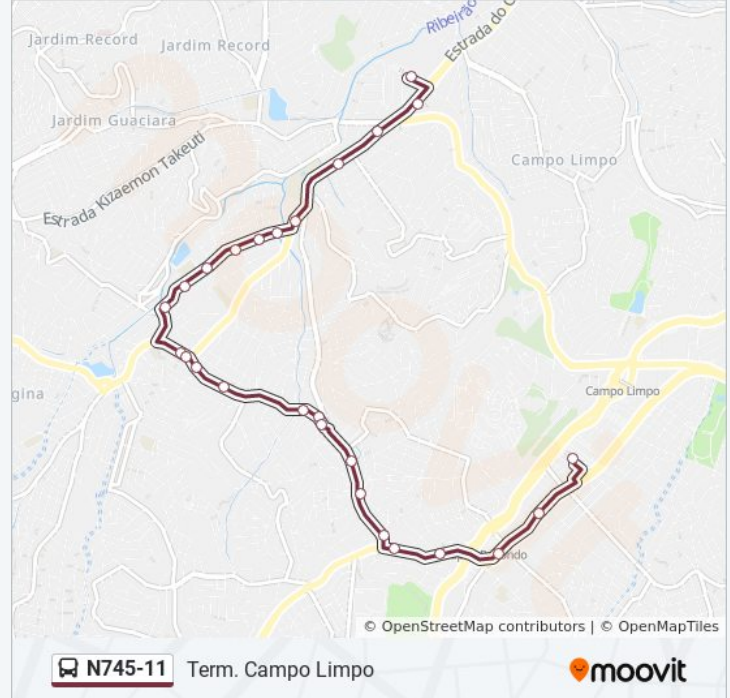 Ribeirão
Estrada do C
Jardim Record
Jardim Record
Jardim Guaciara
Estrada Kizaemon Takeuti
Campo Limpo
Campo Limpo
gina
ndo
© OpenStreetMap contributors | © OpenMapTiles
N745-11 Term. Campo Limpo
moovit